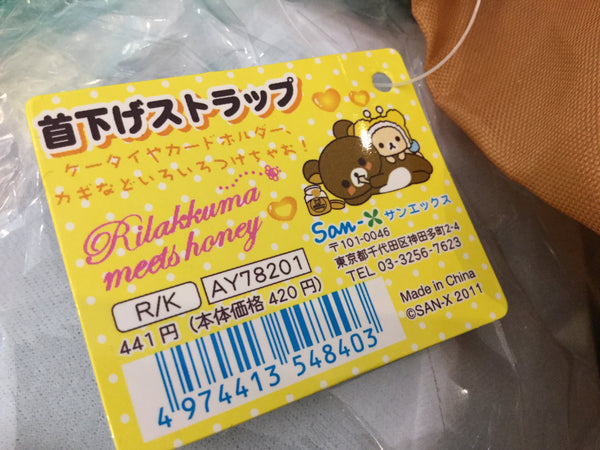 首下げストラップ
ケータイやカードホルダー、
カギなどいろいろつけちゃお!
Rilakkuma
meets honey
San-X サンエックス
〒101-0046
東京都千代田区神田多町2-4
TEL 03-3256-7623
R/K AY78201
441円(本体価格 420円)
Made in China
©SAN-X 2011
4 974413 548403